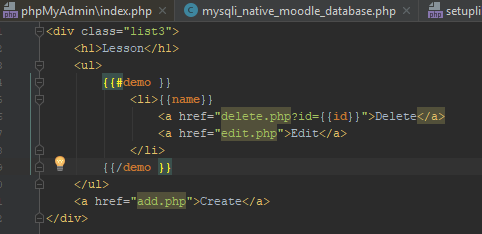 phpMyAdmin\index.php × mysqli_native_moodle_database.php × setupli
<div class="list3">
<h1>Lesson</h1>
<ul>
{{#demo }}
<li>{{name}}
<a href="delete.php?id={{id}}">Delete</a>
<a href="edit.php">Edit</a>
</li>
{{/demo }}
</ul>
<a href="add.php">Create</a>
</div>